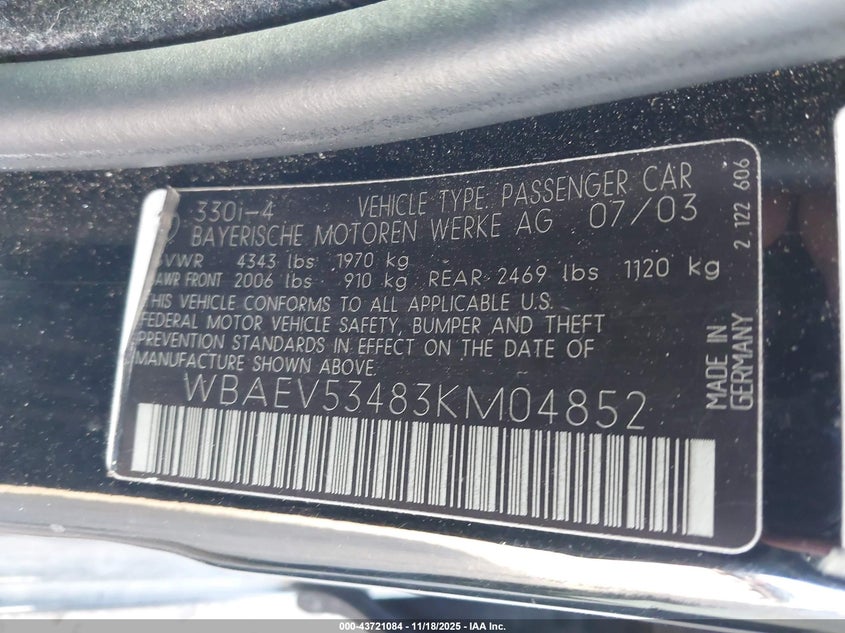 330i-4 VEHICLE TYPE: PASSENGER CAR
BAYERISCHE MOTOREN WERKE AG 07/03
VWR 4343 lbs 1970 kg
AWR FRONT 2006 lbs 910 kg REAR 2469 lbs 1120 kg
THIS VEHICLE CONFORMS TO ALL APPLICABLE U.S.
FEDERAL MOTOR VEHICLE SAFETY, BUMPER AND THEFT
PREVENTION STANDARDS IN EFFECT ON THE DATE OF
MANUFACTURE SHOWN ABOVE.
WBAEV53483KM04852
MADE IN
GERMANY
2 122 606
000-43721084 - 11/18/2025 - IAA Inc.